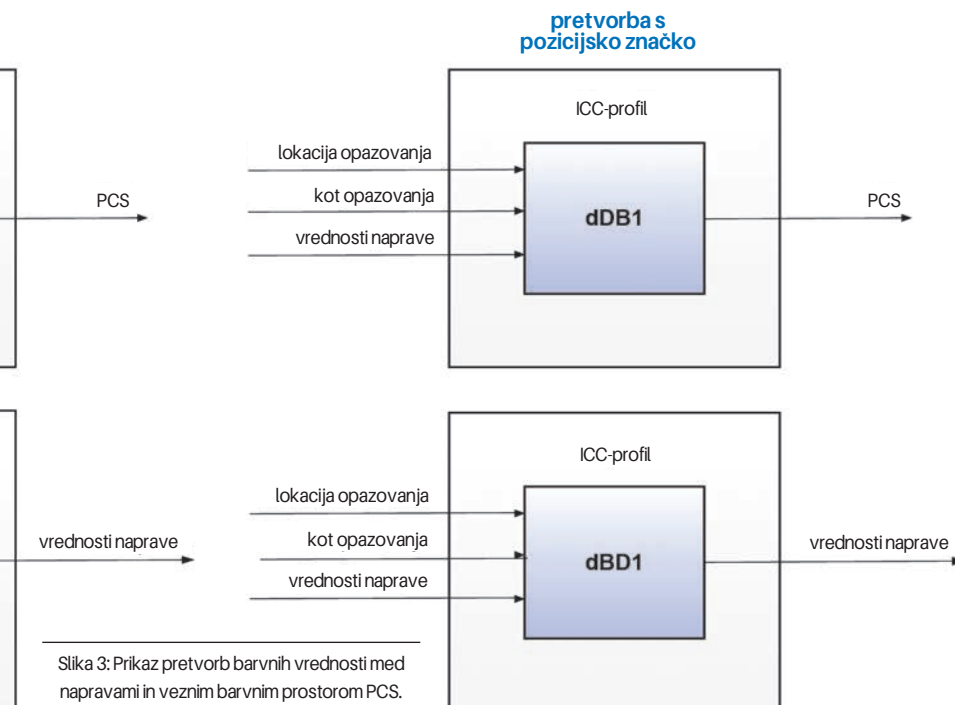 pretvorba s
pozicijsko značko
ICC-profil
lokacija opazovanja
kot opazovanja
vrednosti naprave
dDB1
PCS
PCS
ICC-profil
lokacija opazovanja
kot opazovanja
vrednosti naprave
dBD1
vrednosti naprave
vrednosti naprave
Slika 3: Prikaz pretvorb barvnih vrednosti med
napravami in veznim barvnim prostorom PCS.